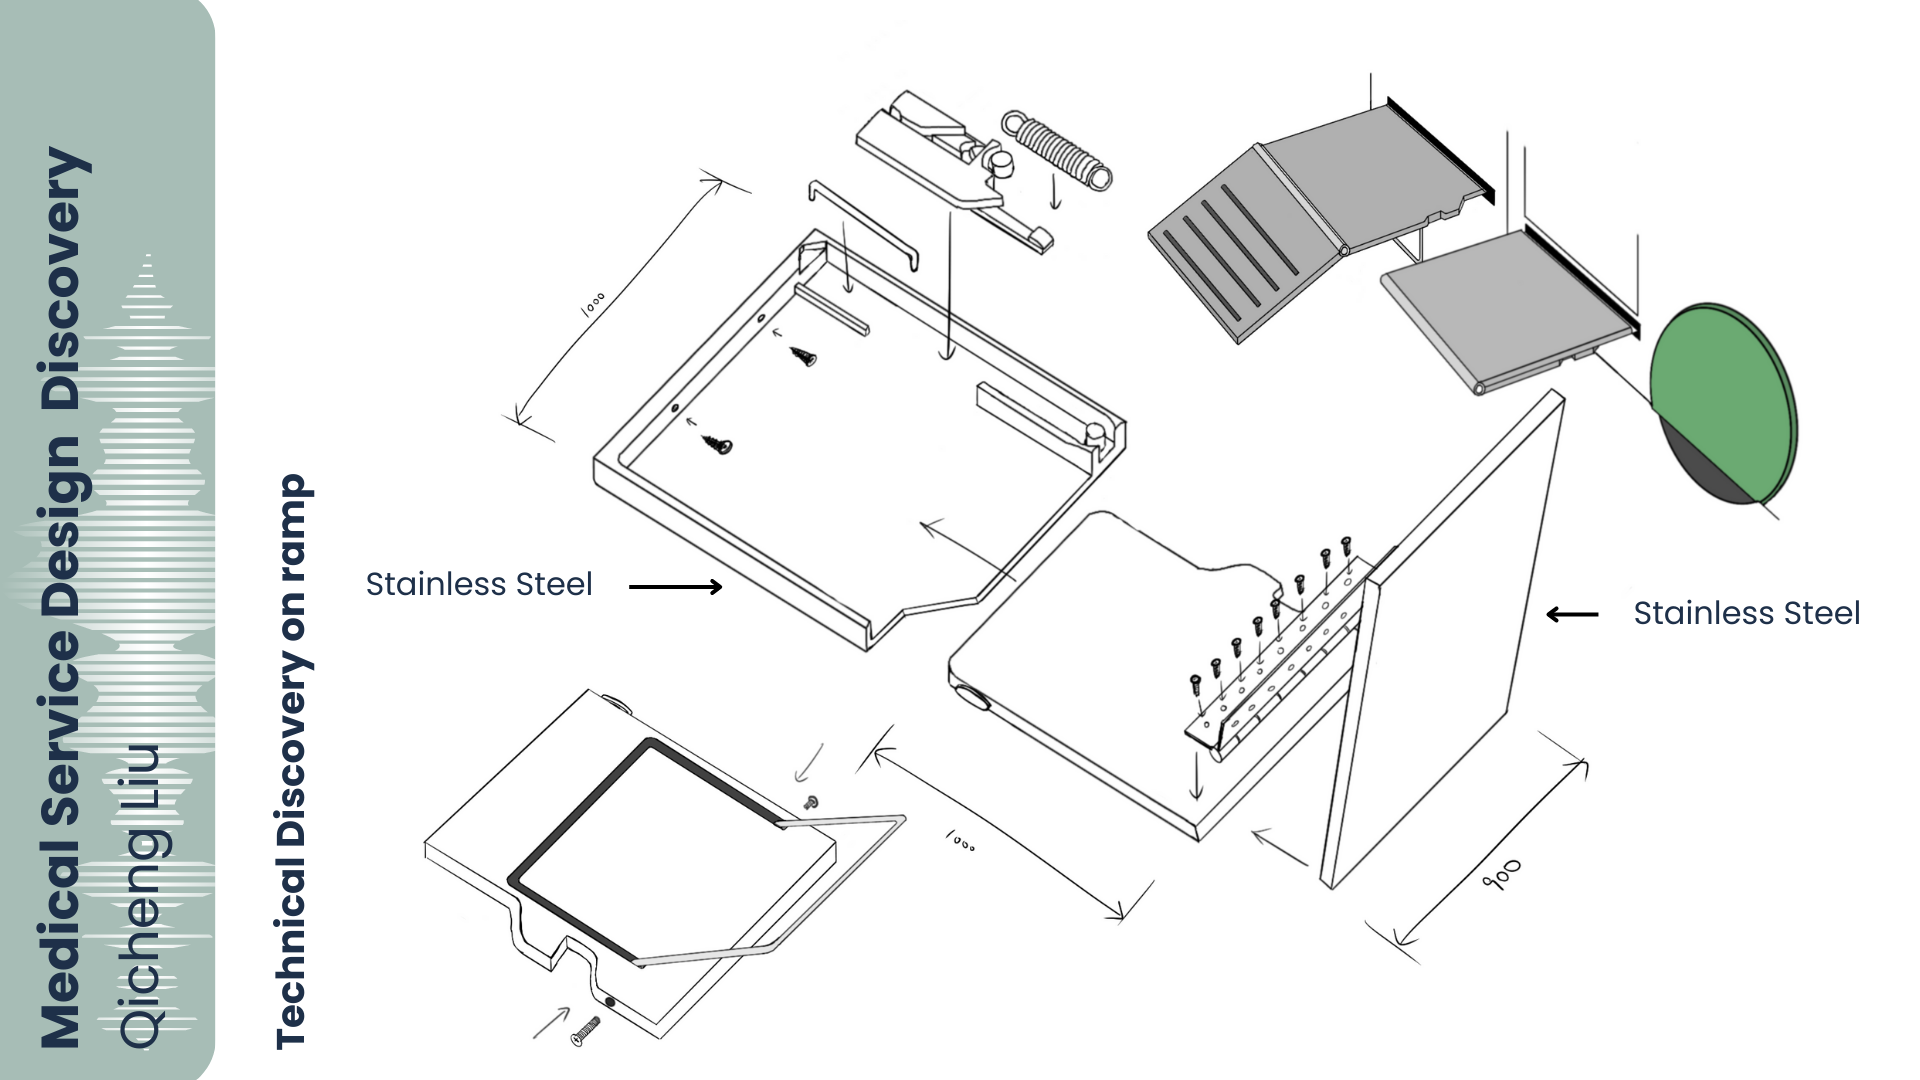 Medical Service Design Discovery
Qicheng Liu
Technical Discovery on ramp
1000
Stainless Steel
Stainless Steel
1000
900